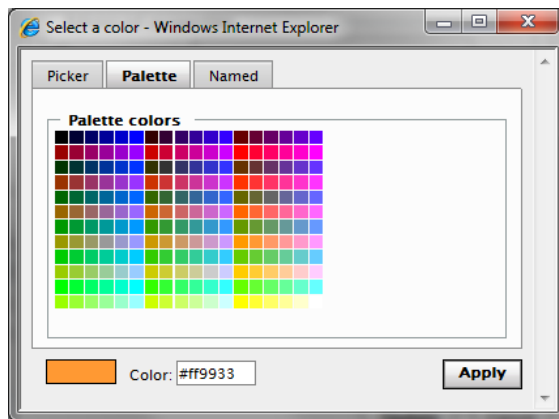 Select a color - Windows Internet Explorer
Picker Palette Named
Palette colors
Color: #ff9933 Apply